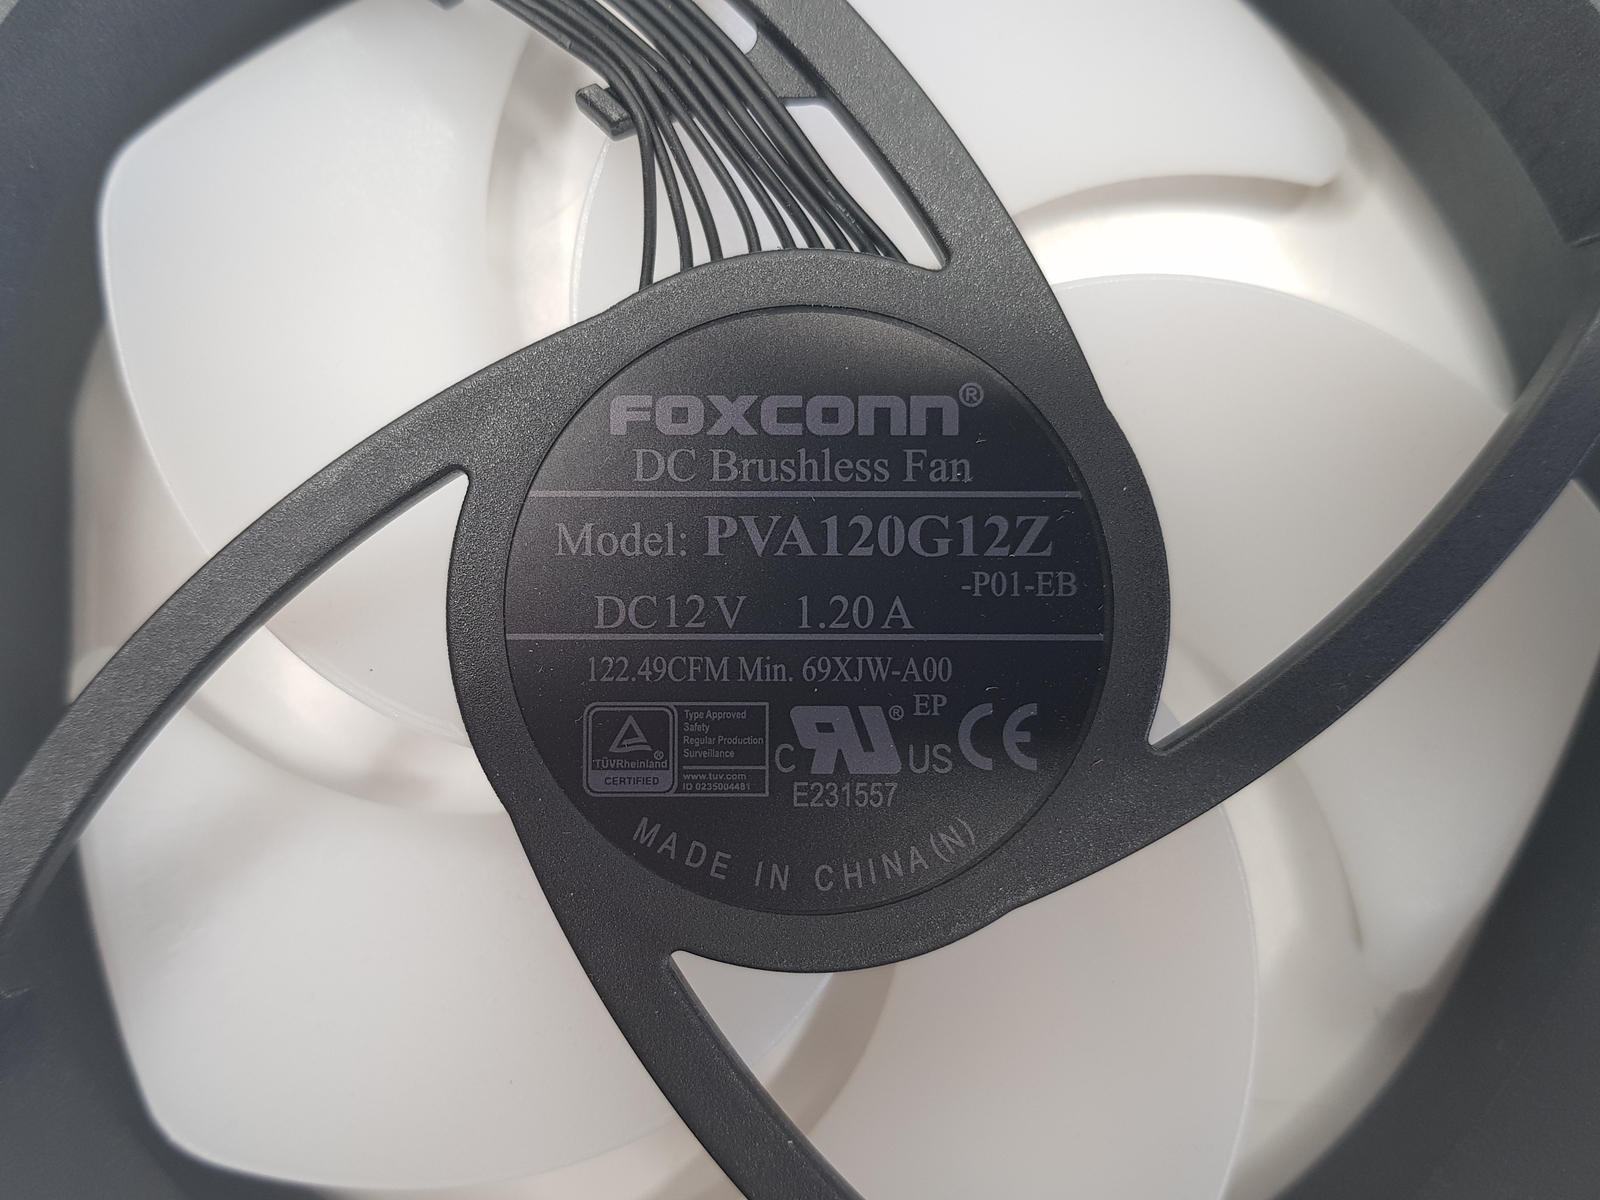 FOXCONN®
DC Brushless Fan
Model: PVA120G12Z
-P01-EB
DC12V 1.20A
122.49CFM Min. 69XJW-A00
EP
TÜVRheinland
CERTIFIED
Type Approved
Safety
Regular Production
Surveillance
www.tuv.com
ID 0235004481
C RU® US CE
E231557
MADE IN CHINA(N)